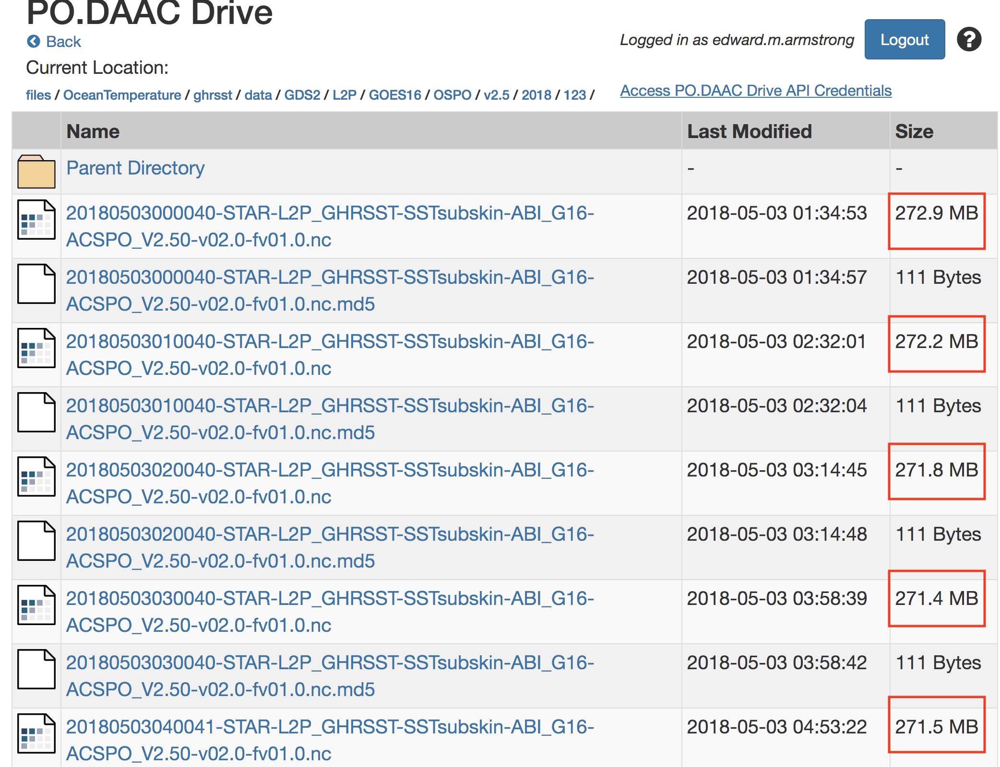 PO.DAAC Drive
Back
Logged in as edward.m.armstrong
Logout
?
Current Location:
files / OceanTemperature / ghrsst / data / GDS2 / L2P / GOES16 / OSPO / v2.5 / 2018 / 123 /
Access PO.DAAC Drive API Credentials
Name Last Modified Size
Parent Directory - -
20180503000040-STAR-L2P_GHRSST-SSTsubskin-ABI_G16- 2018-05-03 01:34:53 272.9 MB
ACSPO_V2.50-v02.0-fv01.0.nc
20180503000040-STAR-L2P_GHRSST-SSTsubskin-ABI_G16- 2018-05-03 01:34:57 111 Bytes
ACSPO_V2.50-v02.0-fv01.0.nc.md5
20180503010040-STAR-L2P_GHRSST-SSTsubskin-ABI_G16- 2018-05-03 02:32:01 272.2 MB
ACSPO_V2.50-v02.0-fv01.0.nc
20180503010040-STAR-L2P_GHRSST-SSTsubskin-ABI_G16- 2018-05-03 02:32:04 111 Bytes
ACSPO_V2.50-v02.0-fv01.0.nc.md5
20180503020040-STAR-L2P_GHRSST-SSTsubskin-ABI_G16- 2018-05-03 03:14:45 271.8 MB
ACSPO_V2.50-v02.0-fv01.0.nc
20180503020040-STAR-L2P_GHRSST-SSTsubskin-ABI_G16- 2018-05-03 03:14:48 111 Bytes
ACSPO_V2.50-v02.0-fv01.0.nc.md5
20180503030040-STAR-L2P_GHRSST-SSTsubskin-ABI_G16- 2018-05-03 03:58:39 271.4 MB
ACSPO_V2.50-v02.0-fv01.0.nc
20180503030040-STAR-L2P_GHRSST-SSTsubskin-ABI_G16- 2018-05-03 03:58:42 111 Bytes
ACSPO_V2.50-v02.0-fv01.0.nc.md5
20180503040041-STAR-L2P_GHRSST-SSTsubskin-ABI_G16- 2018-05-03 04:53:22 271.5 MB
ACSPO_V2.50-v02.0-fv01.0.nc